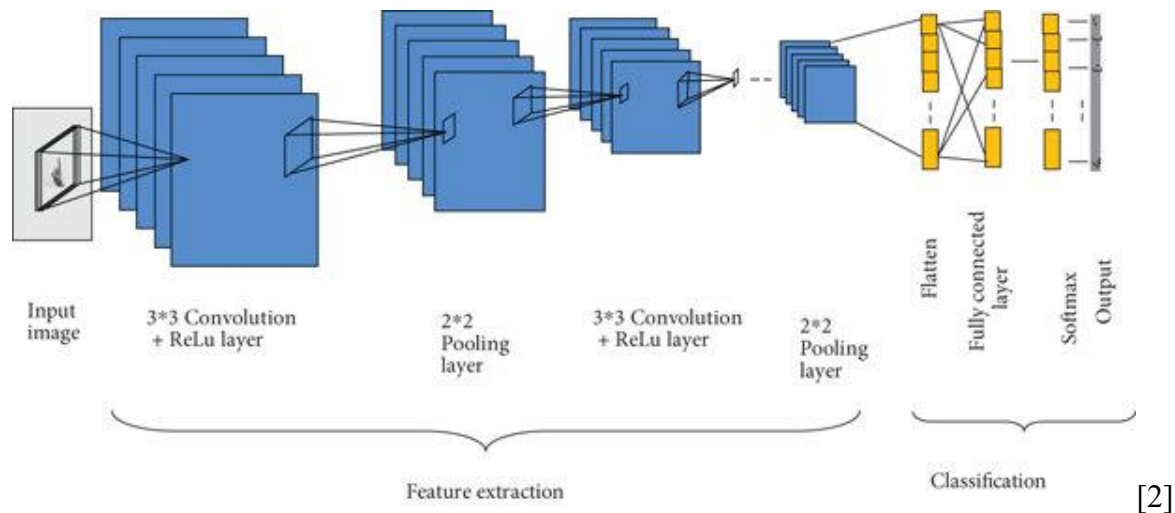 Input
image
3*3 Convolution
+ ReLu layer
2*2
Pooling
layer
3*3 Convolution
+ ReLu layer
2*2
Pooling
layer
Flatten
Fully connected
layer
Softmax
Output
Feature extraction
Classification
[2]